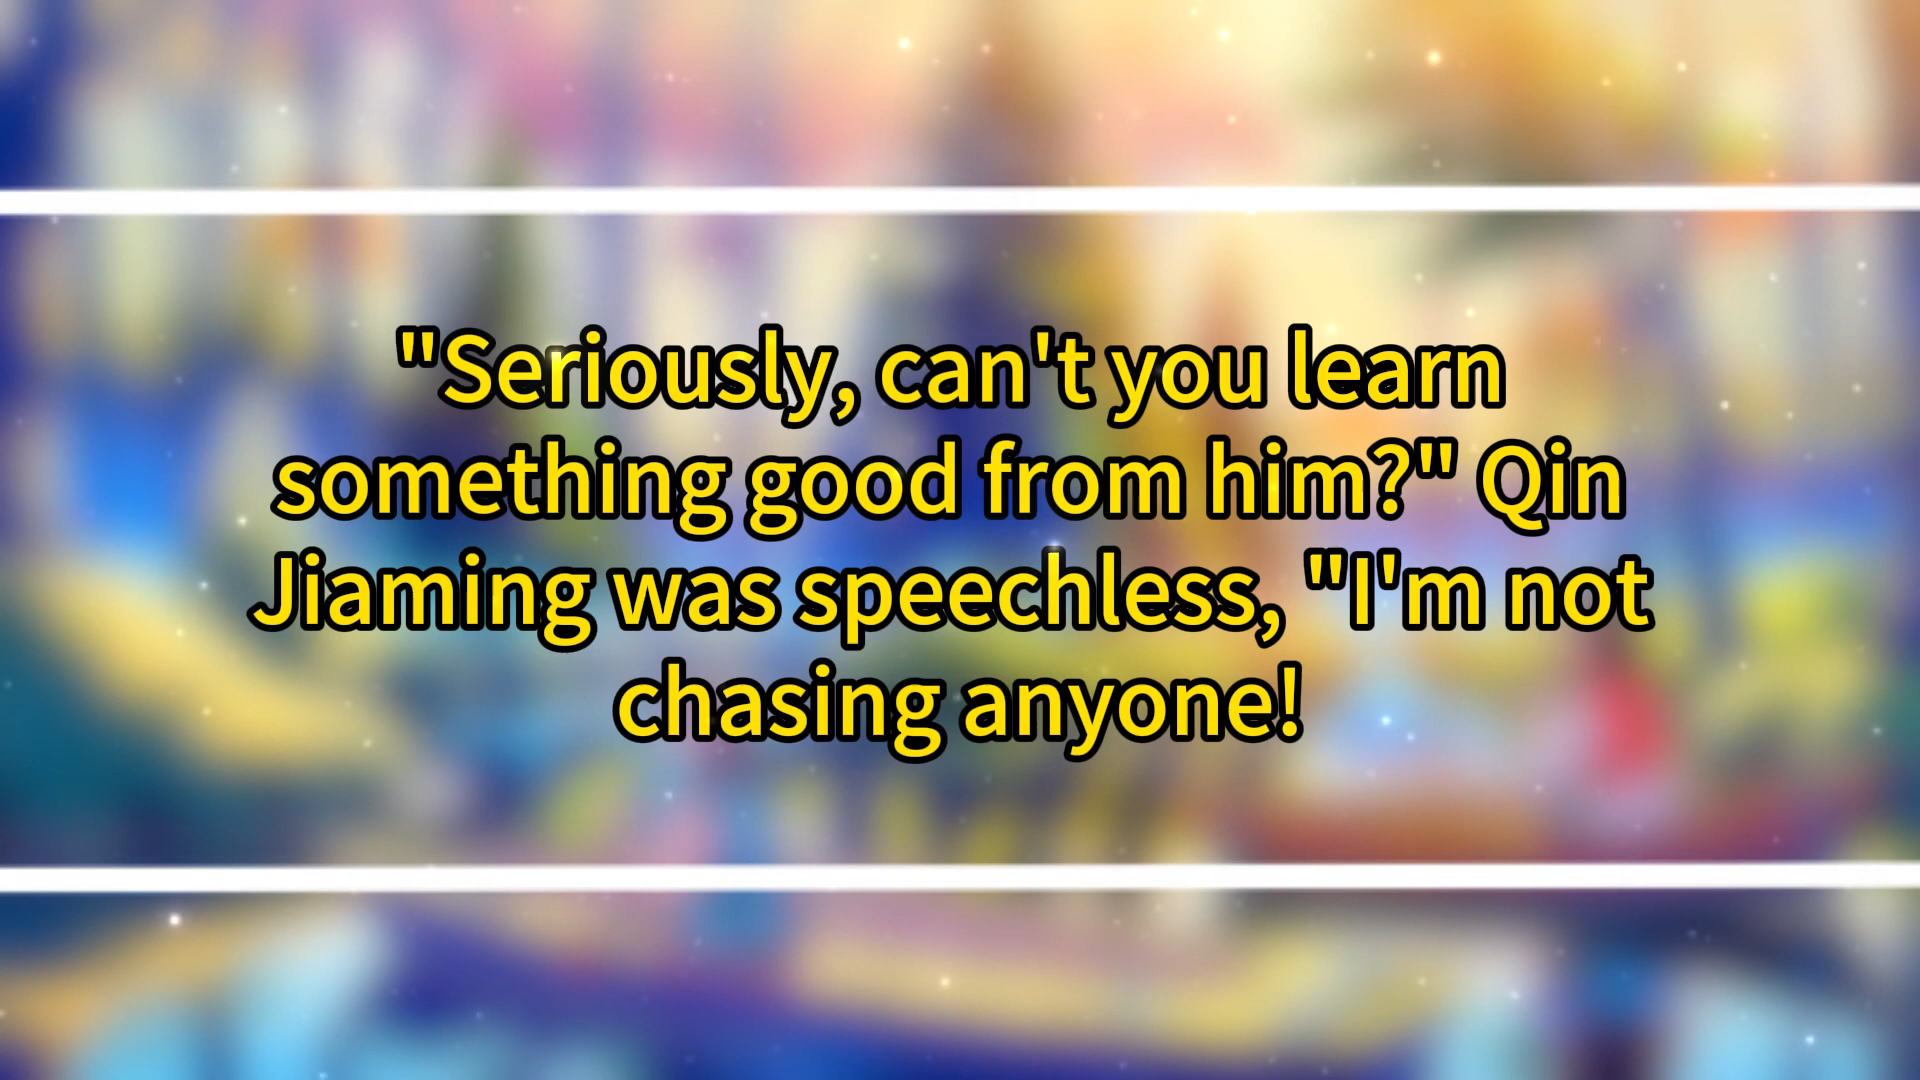 "Seriously, can't you learn
something good from him?" Qin
Jiaming was speechless, "I'm not
chasing anyone!